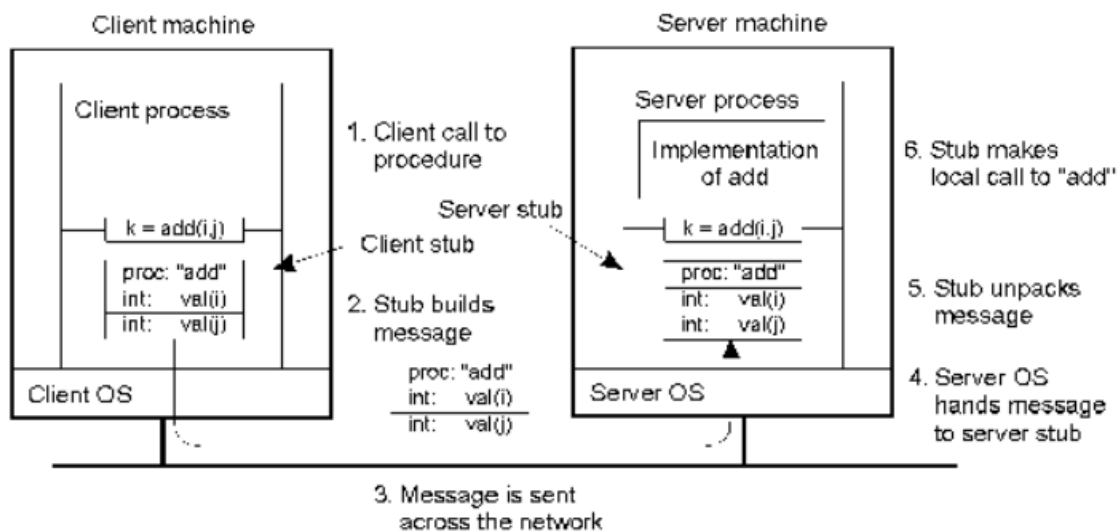 Client machine
Server machine
Client process
1. Client call to
procedure
Server process
Implementation
of add
6. Stub makes
local call to "add"
Server stub
k = add(i,j)
Client stub
k = add(i,j)
proc: "add"
int: val(i)
int: val(j)
2. Stub builds
message
proc: "add"
int: val(i)
int: val(j)
proc: "add"
int: val(i)
int: val(j)
5. Stub unpacks
message
Client OS
Server OS
4. Server OS
hands message
to server stub
3. Message is sent
across the network